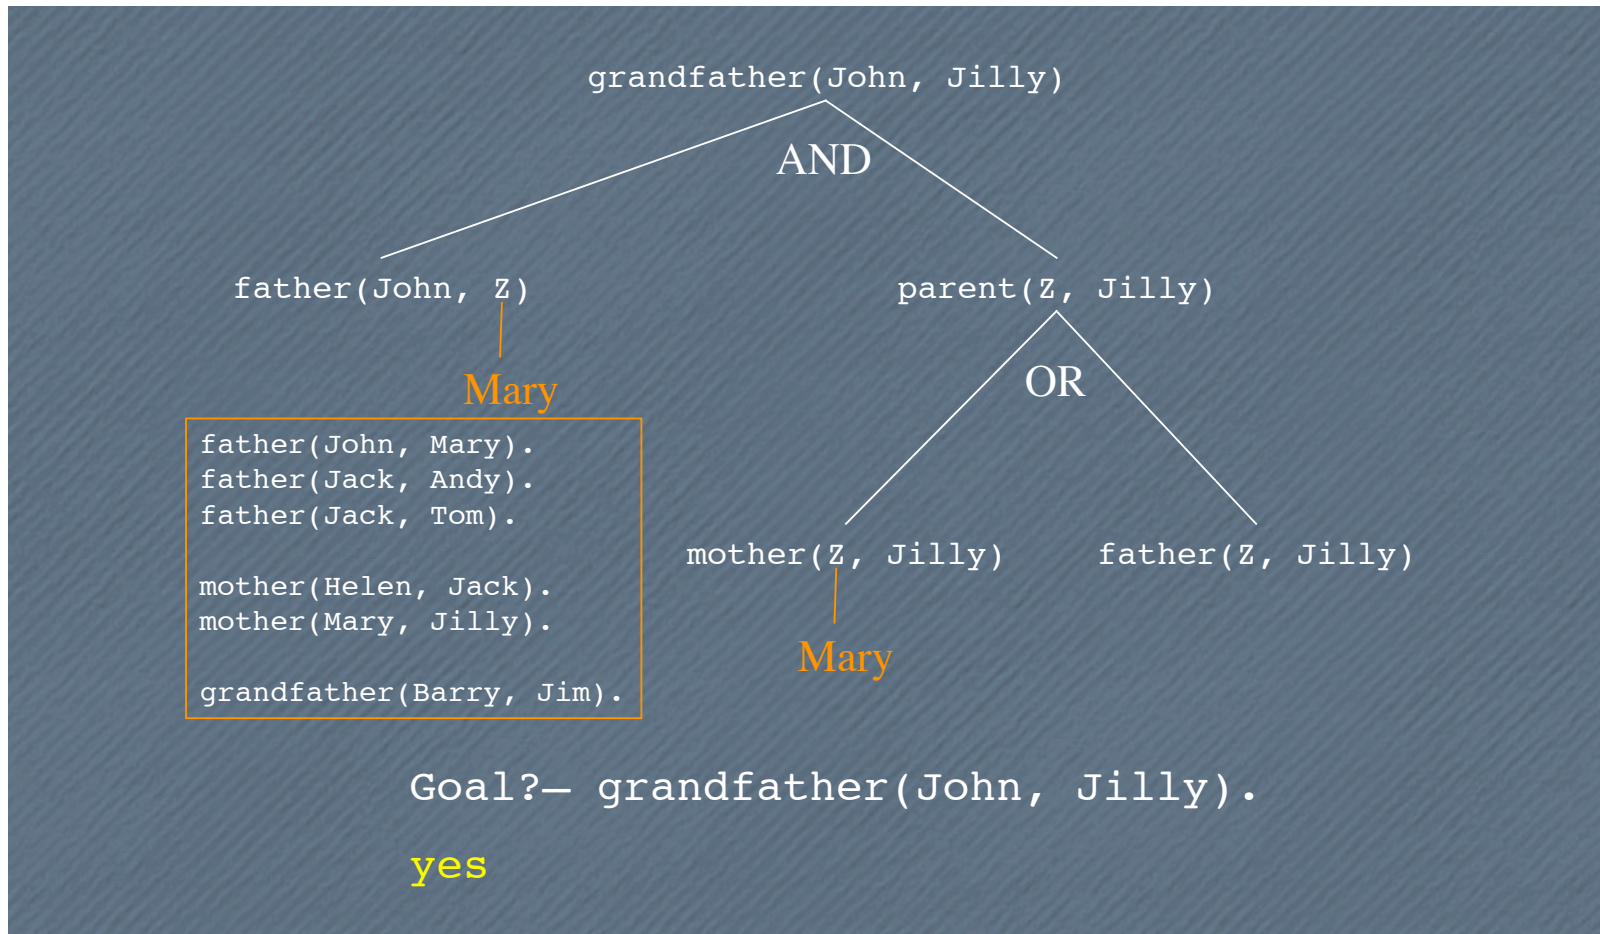 grandfather(John, Jilly)
AND
father(John, Z)
parent(Z, Jilly)
Mary
OR
father(John, Mary).
father(Jack, Andy).
father(Jack, Tom).
mother(Helen, Jack).
mother(Mary, Jilly).
grandfather(Barry, Jim).
mother(Z, Jilly)
father(Z, Jilly)
Mary
Goal?— grandfather(John, Jilly).
yes